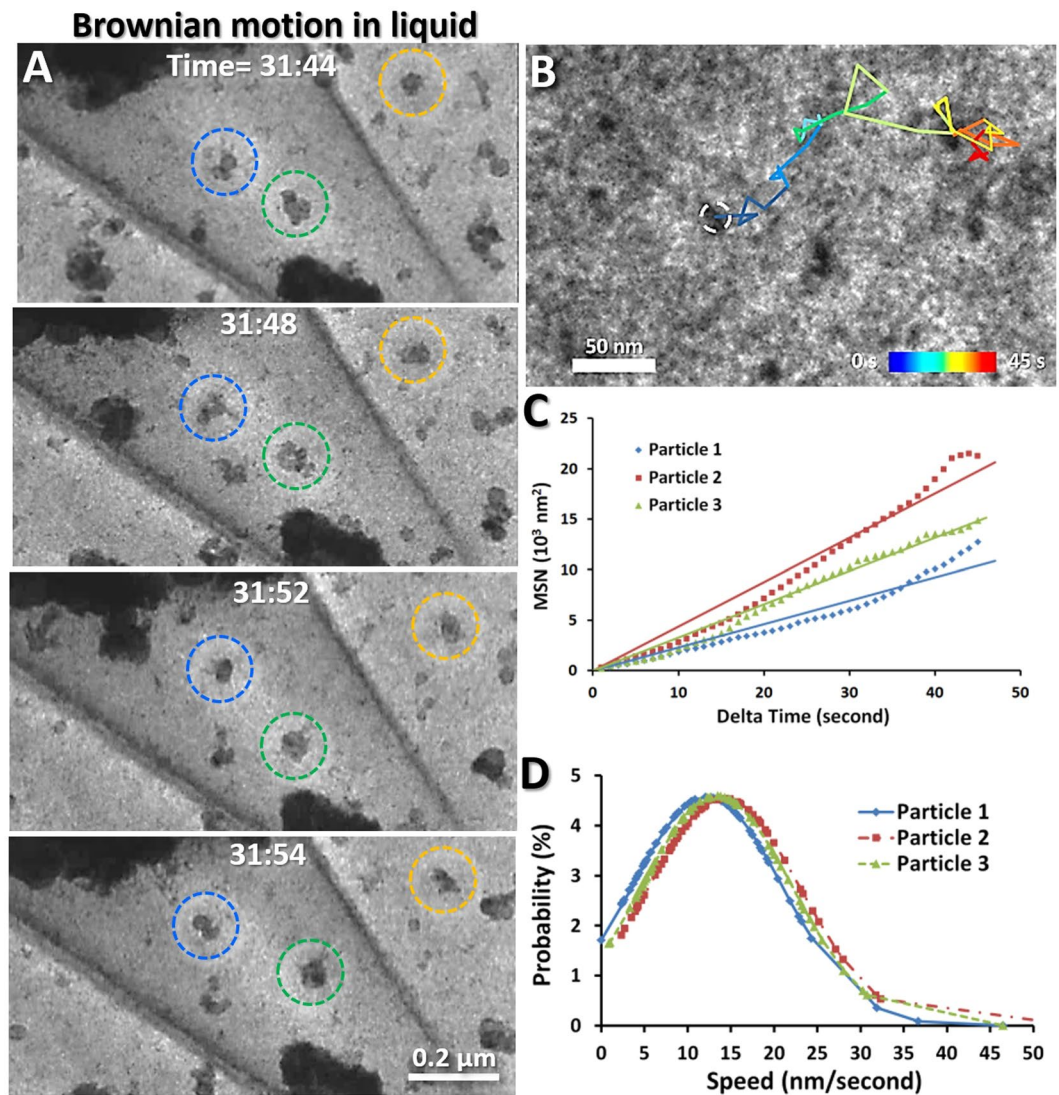 Brownian motion in liquid
A
Time= 31:44
31:48
31:52
31:54
0.2 µm
B
50 nm
0 s
45 s
C
MSN (10³ nm²)
25
20
15
10
5
0
Particle 1
Particle 2
Particle 3
0 10 20 30 40 50
Delta Time (second)
D
Probability (%)
5
4
3
2
1
0
Particle 1
Particle 2
Particle 3
0 5 10 15 20 25 30 35 40 45 50
Speed (nm/second)